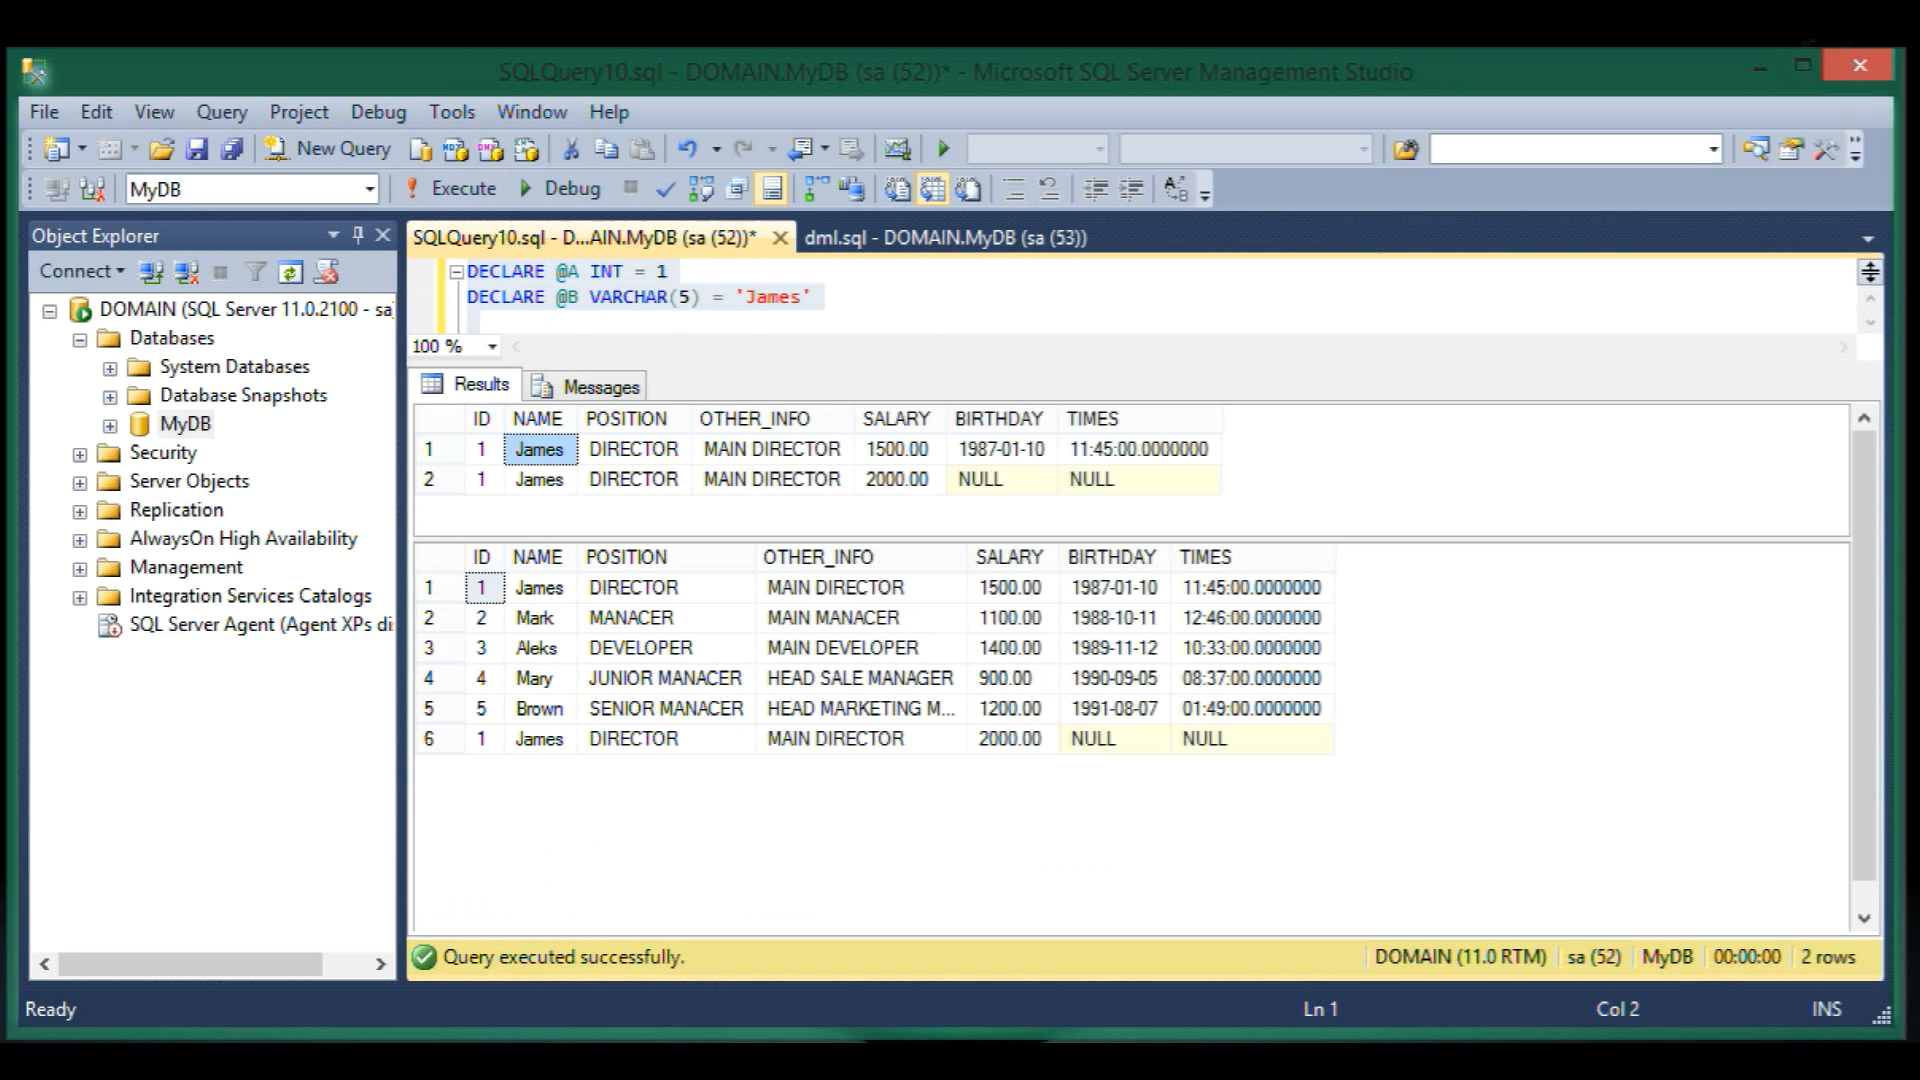 SQLQuery10.sql - DOMAIN.MyDB (sa (52))* - Microsoft SQL Server Management Studio
File Edit View Query Project Debug Tools Window Help
New Query
MyDB Execute Debug
Object Explorer
Connect
DOMAIN (SQL Server 11.0.2100 - sa
Databases
System Databases
Database Snapshots
MyDB
Security
Server Objects
Replication
AlwaysOn High Availability
Management
Integration Services Catalogs
SQL Server Agent (Agent XPs di
SQLQuery10.sql - D...AIN.MyDB (sa (52))* dml.sql - DOMAIN.MyDB (sa (53))
DECLARE @A INT = 1
DECLARE @B VARCHAR(5) = 'James'
100 %
Results Messages
ID NAME POSITION OTHER_INFO SALARY BIRTHDAY TIMES
1 1 James DIRECTOR MAIN DIRECTOR 1500.00 1987-01-10 11:45:00.0000000
2 1 James DIRECTOR MAIN DIRECTOR 2000.00 NULL NULL
ID NAME POSITION OTHER_INFO SALARY BIRTHDAY TIMES
1 1 James DIRECTOR MAIN DIRECTOR 1500.00 1987-01-10 11:45:00.0000000
2 2 Mark MANACER MAIN MANACER 1100.00 1988-10-11 12:46:00.0000000
3 3 Aleks DEVELOPER MAIN DEVELOPER 1400.00 1989-11-12 10:33:00.0000000
4 4 Mary JUNIOR MANACER HEAD SALE MANAGER 900.00 1990-09-05 08:37:00.0000000
5 5 Brown SENIOR MANACER HEAD MARKETING M... 1200.00 1991-08-07 01:49:00.0000000
6 1 James DIRECTOR MAIN DIRECTOR 2000.00 NULL NULL
Query executed successfully. DOMAIN (11.0 RTM) sa (52) MyDB 00:00:00 2 rows
Ready Ln 1 Col 2 INS